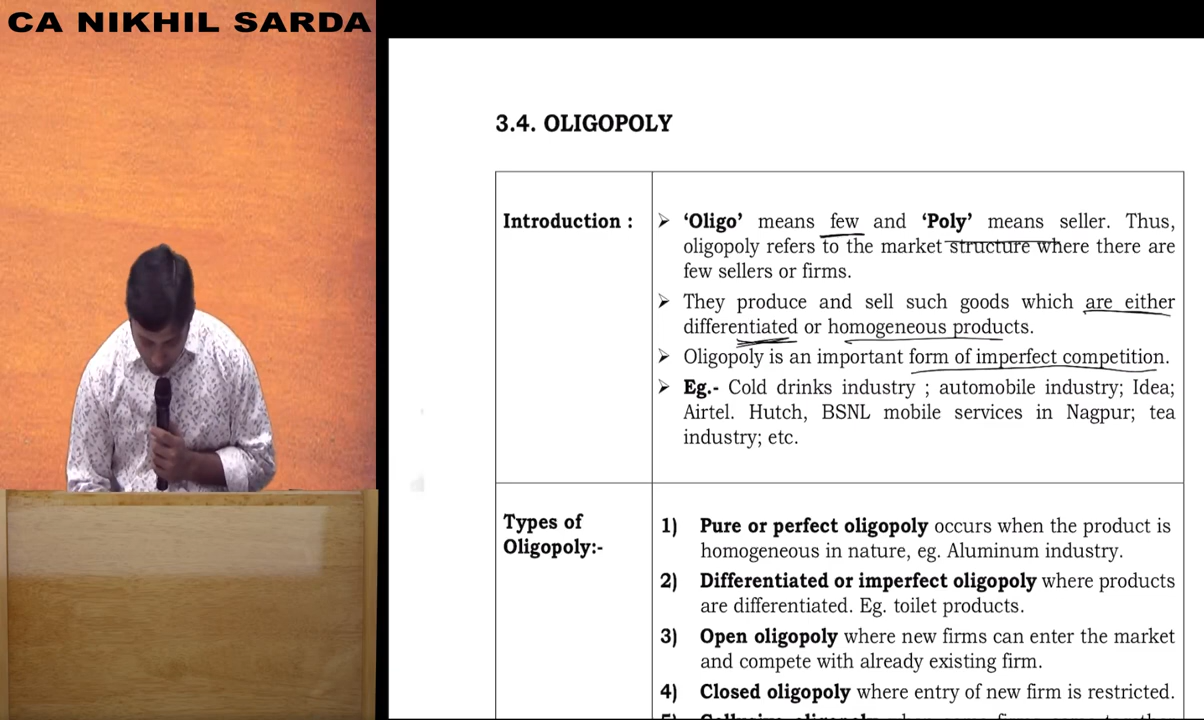 CA NIKHIL SARDA
3.4. OLIGOPOLY
Introduction :
➢ ‘Oligo’ means few and ‘Poly’ means seller. Thus,
oligopoly refers to the market structure where there are
few sellers or firms.
➢ They produce and sell such goods which are either
differentiated or homogeneous products.
➢ Oligopoly is an important form of imperfect competition.
➢ Eg.- Cold drinks industry ; automobile industry; Idea;
Airtel. Hutch, BSNL mobile services in Nagpur; tea
industry; etc.
Types of
Oligopoly:-
1) Pure or perfect oligopoly occurs when the product is
homogeneous in nature, eg. Aluminum industry.
2) Differentiated or imperfect oligopoly where products
are differentiated. Eg. toilet products.
3) Open oligopoly where new firms can enter the market
and compete with already existing firm.
4) Closed oligopoly where entry of new firm is restricted.